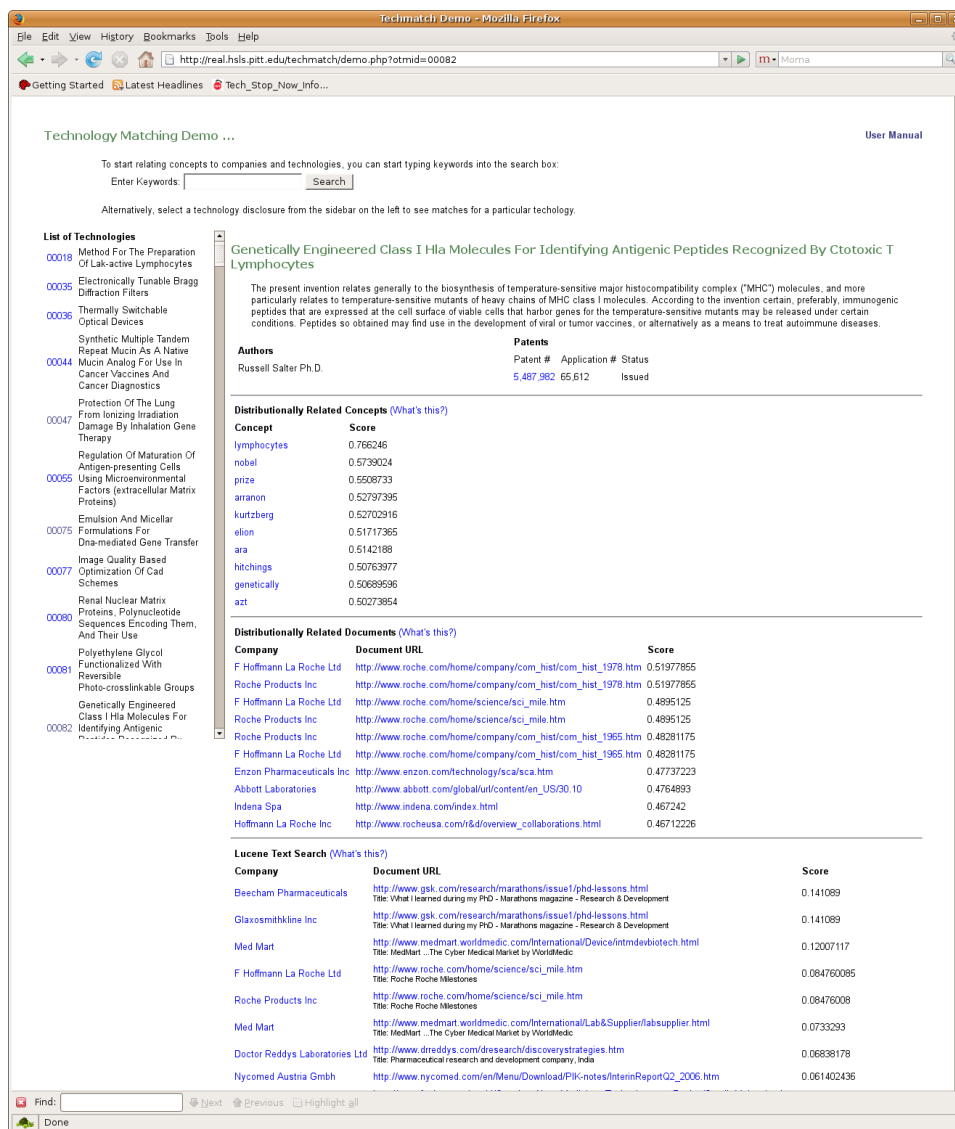 Techmatch Demo - Mozilla Firefox
File Edit View History Bookmarks Tools Help
http://real.hsls.pitt.edu/techmatch/demo.php?otmid=00082
Moma
Getting Started Latest Headlines Tech_Stop_Now_Info...
Technology Matching Demo ...
User Manual
To start relating concepts to companies and technologies, you can start typing keywords into the search box:
Enter Keywords: Search
Alternatively, select a technology disclosure from the sidebar on the left to see matches for a particular techology.
List of Technologies
00018 Method For The Preparation
Of Lak-active Lymphocytes
00035 Electronically Tunable Bragg
Diffraction Filters
00036 Thermally Switchable
Optical Devices
Synthetic Multiple Tandem
Repeat Mucin As A Native
00044 Mucin Analog For Use In
Cancer Vaccines And
Cancer Diagnostics
Protection Of The Lung
00047 From Ionizing Irradiation
Damage By Inhalation Gene
Therapy
Regulation Of Maturation Of
Antigen-presenting Cells
00055 Using Microenvironmental
Factors (extracellular Matrix
Proteins)
Emulsion And Micellar
00075 Formulations For
Dna-mediated Gene Transfer
Image Quality Based
00077 Optimization Of Cad
Schemes
Renal Nuclear Matrix
00080 Proteins, Polynucleotide
Sequences Encoding Them,
And Their Use
Polyethylene Glycol
Functionalized With
00081 Reversible
Photo-crosslinkable Groups
Genetically Engineered
Class I Hla Molecules For
00082 Identifying Antigenic
Peptides Recognized By
Genetically Engineered Class I Hla Molecules For Identifying Antigenic Peptides Recognized By Ctotoxic T
Lymphocytes
The present invention relates generally to the biosynthesis of temperature-sensitive major histocompatibility complex ("MHC") molecules, and more
particularly relates to temperature-sensitive mutants of heavy chains of MHC class I molecules. According to the invention certain, preferably, immunogenic
peptides that are expressed at the cell surface of viable cells that harbor genes for the temperature-sensitive mutants may be released under certain
conditions. Peptides so obtained may find use in the development of viral or tumor vaccines, or alternatively as a means to treat autoimmune diseases.
Authors
Russell Salter Ph.D.
Patents
Patent # Application # Status
5,487,982 65,612 Issued
Distributionally Related Concepts (What's this?)
Concept Score
lymphocytes 0.766246
nobel 0.5739024
prize 0.5508733
arranon 0.52797395
kurtzberg 0.52702916
elion 0.51717365
ara 0.5142188
hitchings 0.50763977
genetically 0.50689596
azt 0.50273854
Distributionally Related Documents (What's this?)
Company Document URL Score
F Hoffmann La Roche Ltd http://www.roche.com/home/company/com_hist/com_hist_1978.htm 0.51977855
Roche Products Inc http://www.roche.com/home/company/com_hist/com_hist_1978.htm 0.51977855
F Hoffmann La Roche Ltd http://www.roche.com/home/science/sci_mile.htm 0.4895125
Roche Products Inc http://www.roche.com/home/science/sci_mile.htm 0.4895125
Roche Products Inc http://www.roche.com/home/company/com_hist/com_hist_1965.htm 0.48281175
F Hoffmann La Roche Ltd http://www.roche.com/home/company/com_hist/com_hist_1965.htm 0.48281175
Enzon Pharmaceuticals Inc http://www.enzon.com/technology/sca/sca.htm 0.47737223
Abbott Laboratories http://www.abbott.com/global/url/content/en_US/30.10 0.4764893
Indena Spa http://www.indena.com/index.html 0.467242
Hoffmann La Roche Inc http://www.rocheusa.com/r&d/overview_collaborations.html 0.46712226
Lucene Text Search (What's this?)
Company Document URL Score
Beecham Pharmaceuticals http://www.gsk.com/research/marathons/issue1/phd-lessons.html 0.141089
Title: What I learned during my PhD - Marathons magazine - Research & Development
Glaxosmithkline Inc http://www.gsk.com/research/marathons/issue1/phd-lessons.html 0.141089
Title: What I learned during my PhD - Marathons magazine - Research & Development
Med Mart http://www.medmart.worldmedic.com/International/Device/intmdevbiotech.html 0.12007117
Title: MedMart ...The Cyber Medical Market by WorldMedic
F Hoffmann La Roche Ltd http://www.roche.com/home/science/sci_mile.htm 0.084760085
Title: Roche Roche Milestones
Roche Products Inc http://www.roche.com/home/science/sci_mile.htm 0.08476008
Title: Roche Roche Milestones
Med Mart http://www.medmart.worldmedic.com/International/Lab&Supplier/labsupplier.html 0.0733293
Title: MedMart ...The Cyber Medical Market by WorldMedic
Doctor Reddys Laboratories Ltd http://www.drreddys.com/dresearch/discoverystrategies.htm 0.06838178
Title: Pharmaceutical research and development company, India
Nycomed Austria Gmbh http://www.nycomed.com/en/Menu/Download/PIK-notes/InterinReportQ2_2006.htm 0.061402436
Find: Next Previous Highlight all
Done